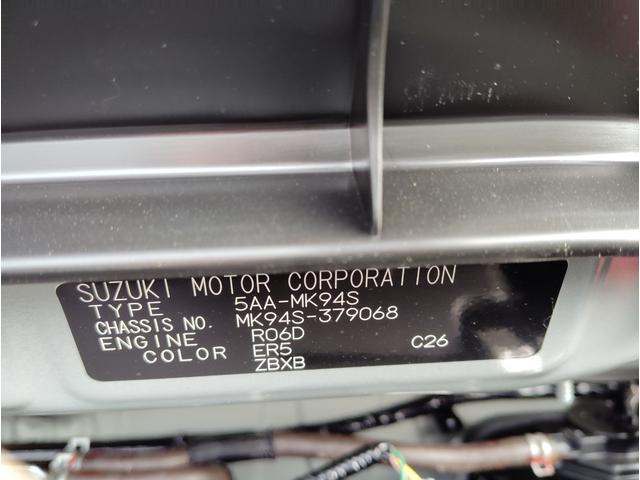 SUZUKI MOTOR CORPORATION
TYPE 5AA-MK94S
CHASSIS NO. MK94S-379068
ENGINE R06D C26
COLOR ER5
ZBXB